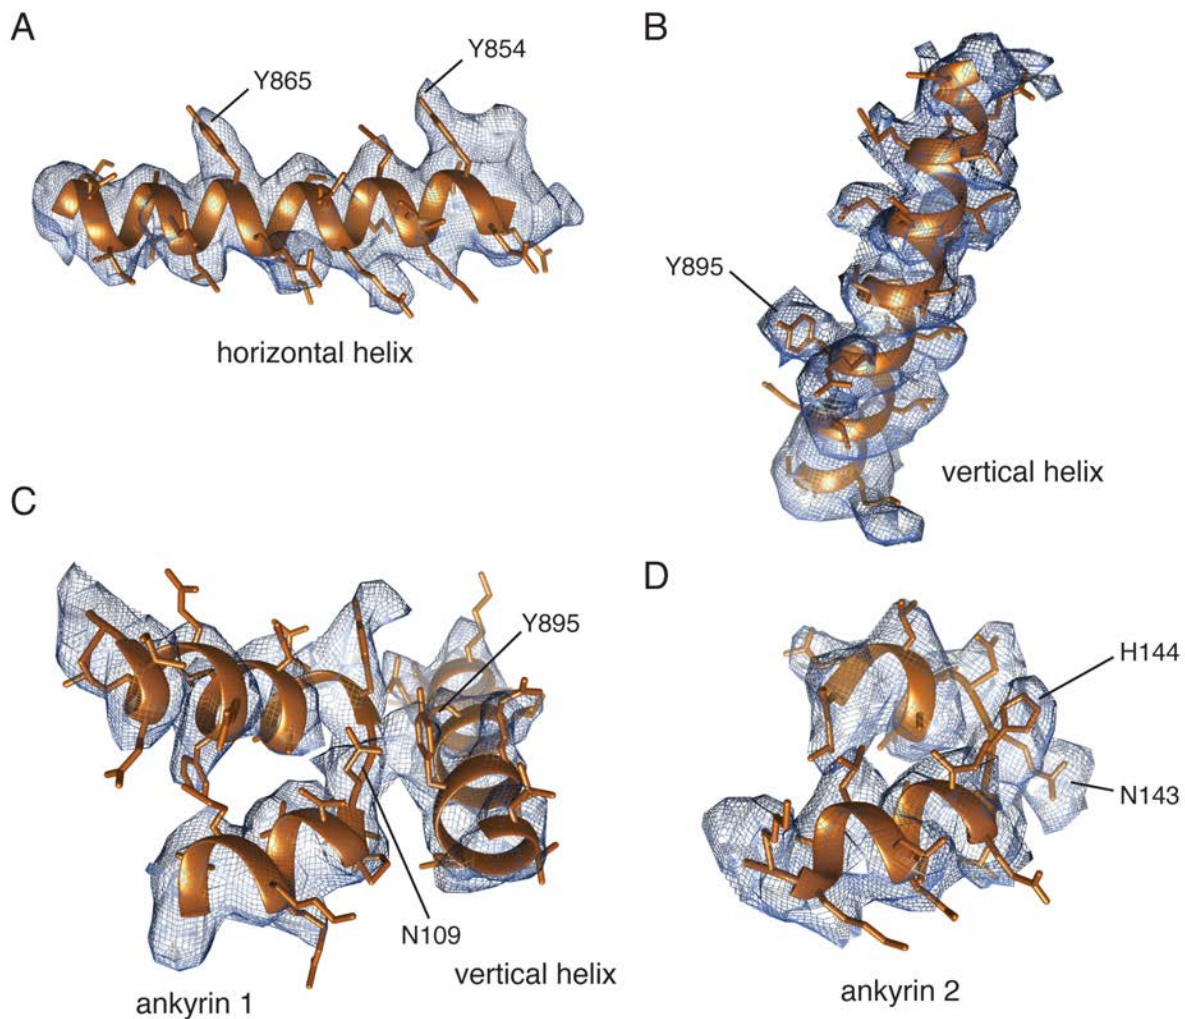 A
Y865
Y854
horizontal helix
B
Y895
vertical helix
C
Y895
N109
ankyrin 1
vertical helix
D
H144
N143
ankyrin 2